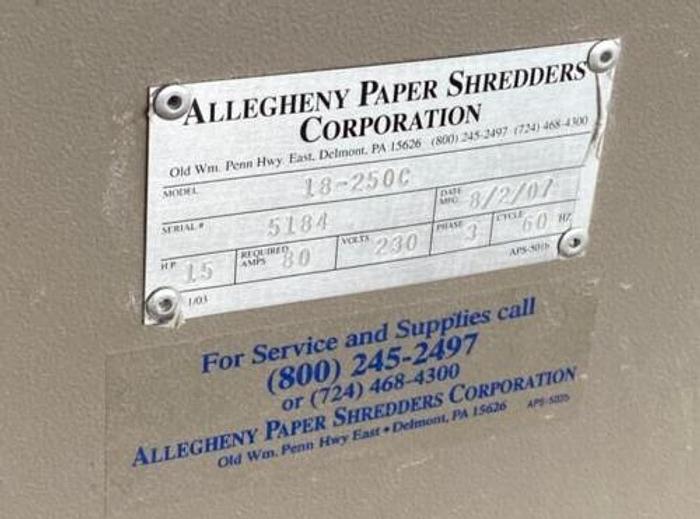 ALLEGHENY PAPER SHREDDERS
CORPORATION
Old Wm. Penn Hwy. East, Delmont, PA 15626 (800) 245-2497 (724) 468-4300
MODEL 18-250C
SERIAL # 5184 DATE MFG. 8/2/07
H.P. 15 REQUIRED AMPS 80 VOLTS 230 PHASE 3 CYCLE 60 HZ
1/03 APS-501b
For Service and Supplies call
(800) 245-2497
or (724) 468-4300
ALLEGHENY PAPER SHREDDERS CORPORATION
Old Wm. Penn Hwy East • Delmont, PA 15626 APS-502b